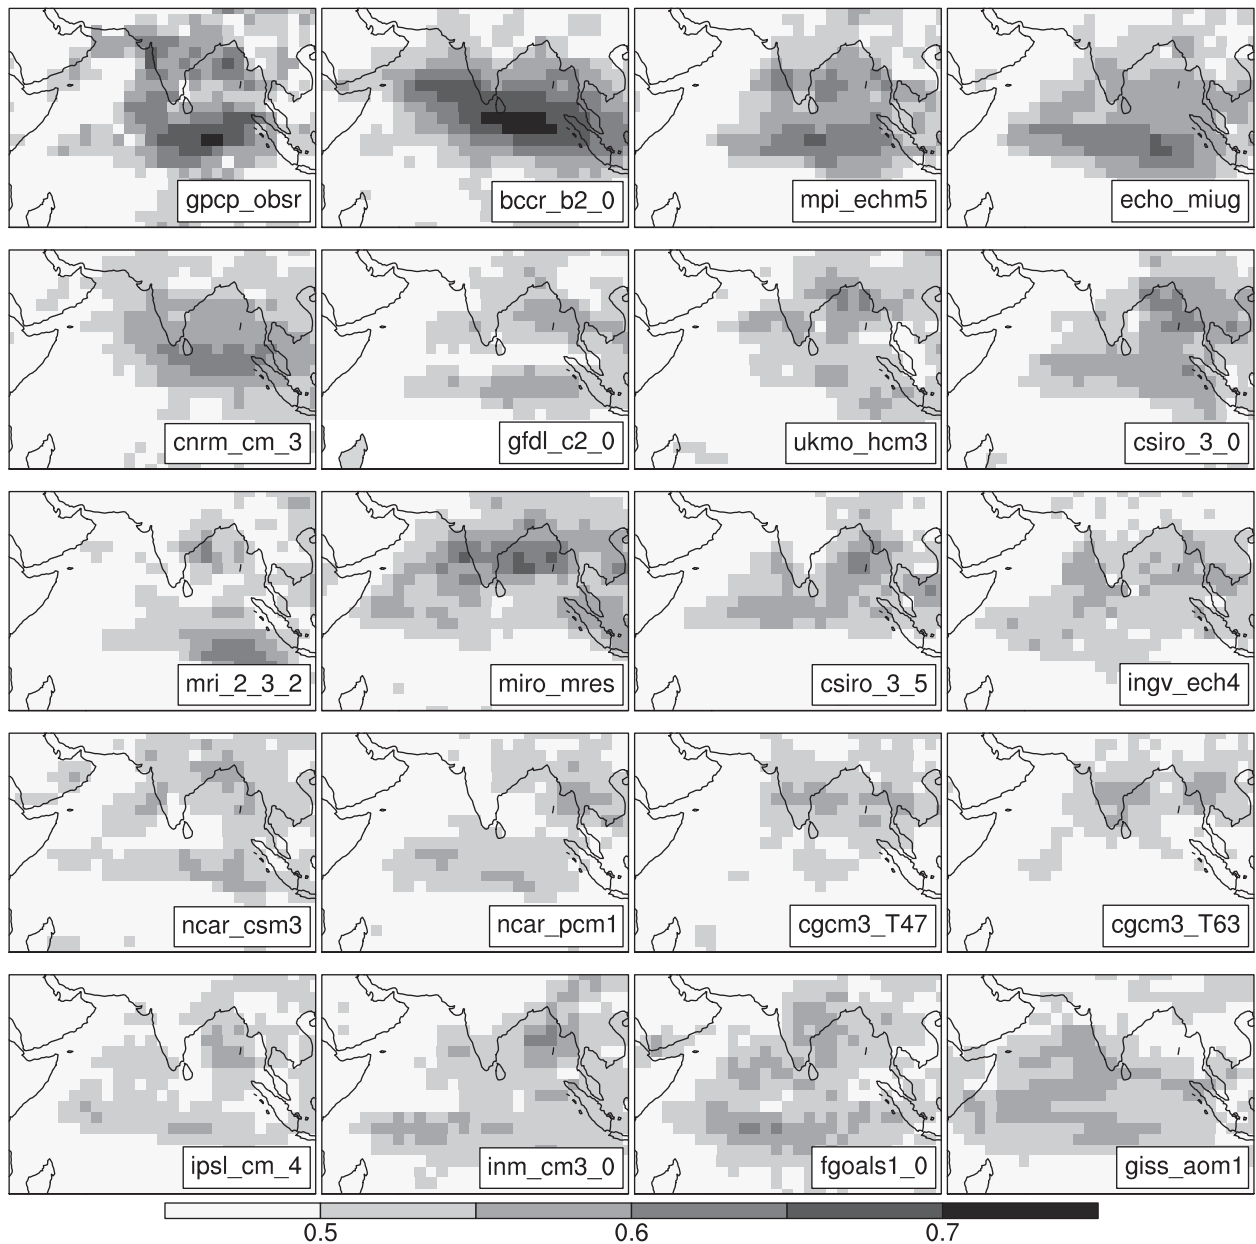 gpcp_obsr
bccr_b2_0
mpi_echm5
echo_miug
cnrm_cm_3
gfdl_c2_0
ukmo_hcm3
csiro_3_0
mri_2_3_2
miro_mres
csiro_3_5
ingv_ech4
ncar_csm3
ncar_pcm1
cgcm3_T47
cgcm3_T63
ipsl_cm_4
inm_cm3_0
fgoals1_0
giss_aom1
0.5 0.6 0.7